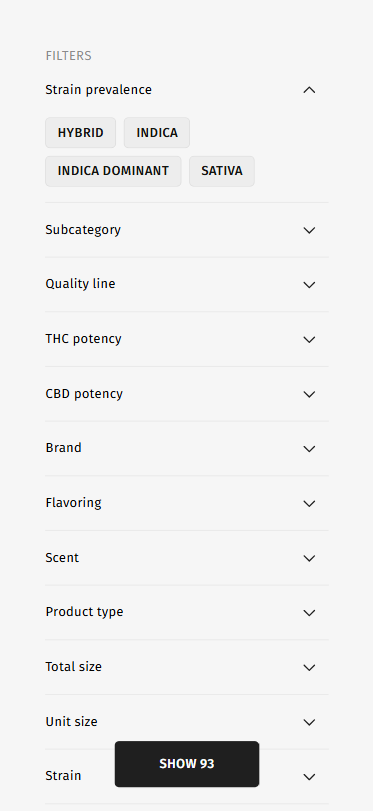 FILTERS
Strain prevalence
HYBRID INDICA
INDICA DOMINANT SATIVA
Subcategory
Quality line
THC potency
CBD potency
Brand
Flavoring
Scent
Product type
Total size
Unit size
SHOW 93
Strain